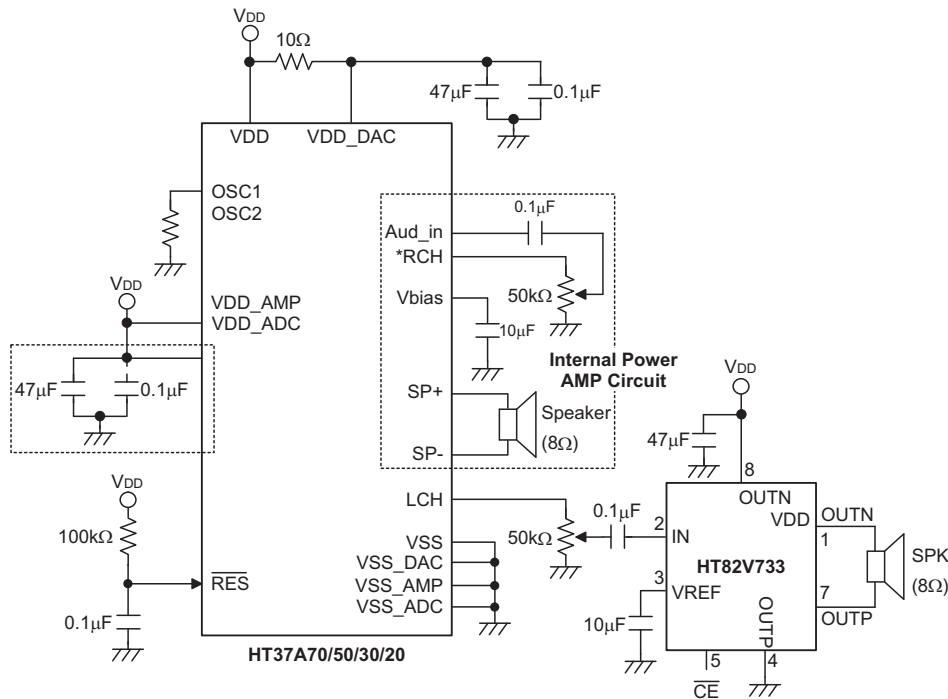 VDD
10Ω
47μF
0.1μF
VDD
VDD_DAC
OSC1
OSC2
0.1μF
Aud_in
*RCH
VDD
Vbias
50kΩ
VDD_AMP
VDD_ADC
10μF
Internal Power
AMP Circuit
47μF
0.1μF
SP+
Speaker
(8Ω)
VDD
SP-
47μF
8
VDD
LCH
OUTN
100kΩ
0.1μF
2
IN
VDD
OUTN
1
VSS
50kΩ
VSS_DAC
HT82V733
SPK
(8Ω)
RES
VSS_AMP
3
VREF
VSS_ADC
7
OUTP
0.1μF
10μF
OUTP
HT37A70/50/30/20
5
4
CE